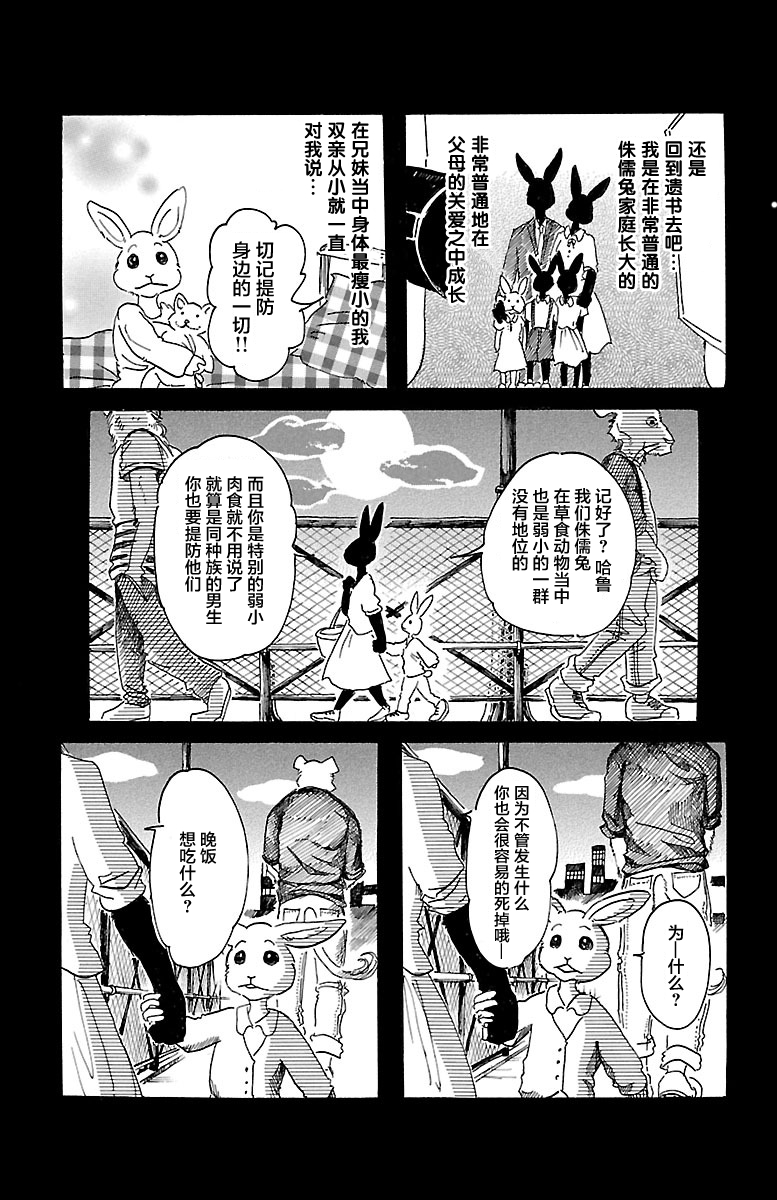 还是
回到遗书去吧…
我是在非常普通的
侏儒兔家庭长大的
非常普通地在
父母的关爱之中成长
在兄妹当中身体最瘦小的我
双亲从小就一直
对我说…
切记提防
身边的一切!!
记好了？哈鲁
我们侏儒兔
在草食动物当中
也是弱小的一群
没有地位的
而且你是特别的弱小
肉食就不用说了
就算是同种族的男生
你也要提防他们
为—什么？
因为不管发生什么
你也会很容易的死掉哦—
晚饭
想吃什么？